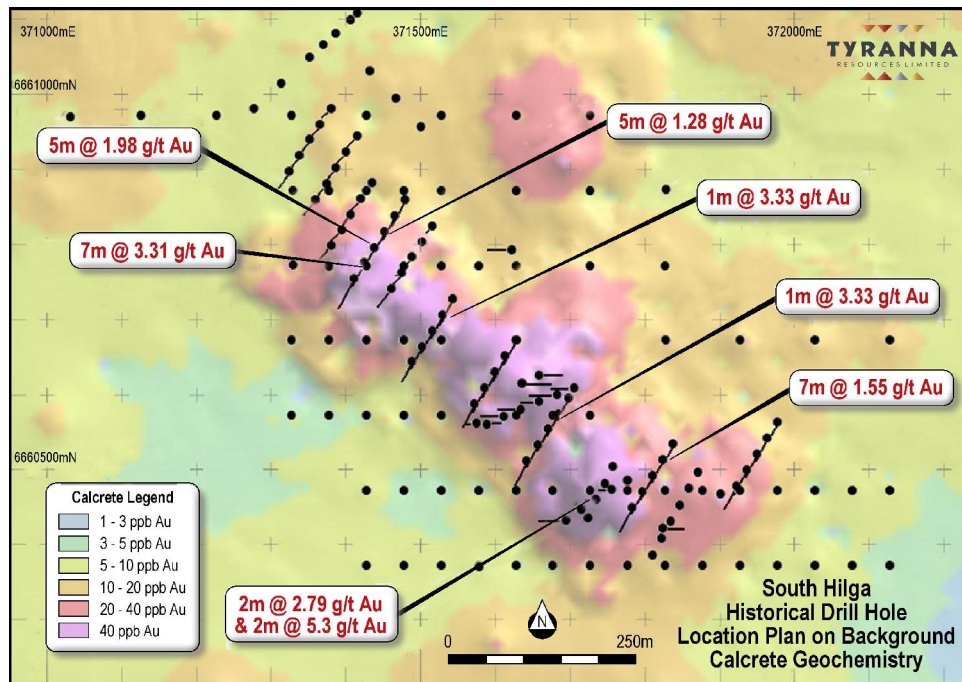 371000mE
371500mE
372000mE
TYRANNA
RESOURCES LIMITED
6661000mN
5m @ 1.98 g/t Au
5m @ 1.28 g/t Au
1m @ 3.33 g/t Au
7m @ 3.31 g/t Au
1m @ 3.33 g/t Au
7m @ 1.55 g/t Au
6660500mN
Calcrete Legend
1 - 3 ppb Au
3 - 5 ppb Au
5 - 10 ppb Au
10 - 20 ppb Au
20 - 40 ppb Au
40 ppb Au
2m @ 2.79 g/t Au
& 2m @ 5.3 g/t Au
N
0
250m
South Hilga
Historical Drill Hole
Location Plan on Background
Calcrete Geochemistry